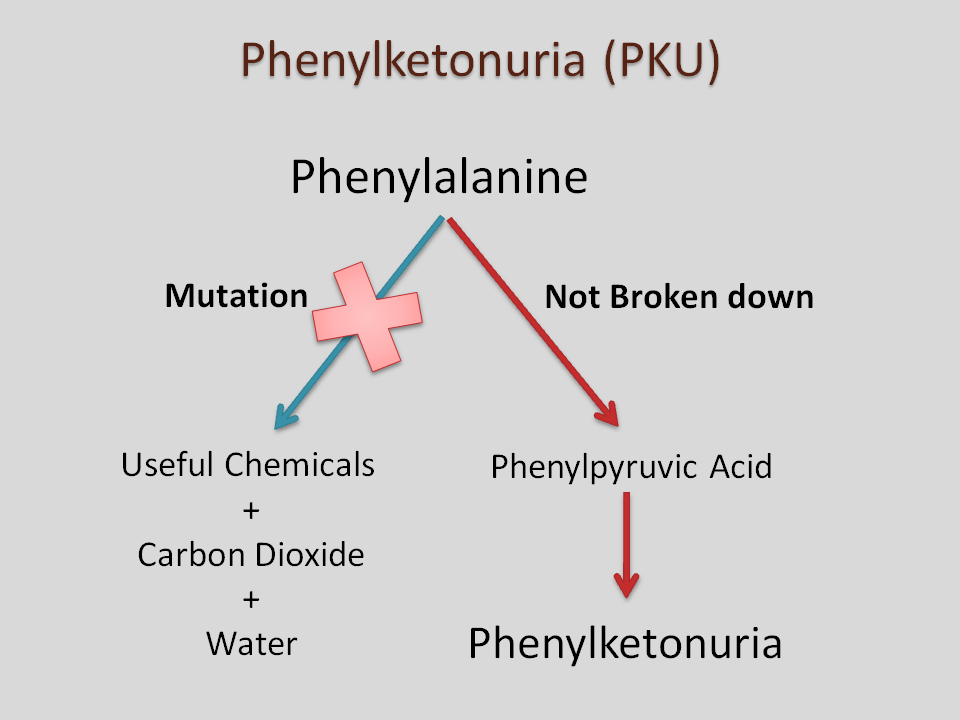 Phenylketonuria (PKU)
Phenylalanine
Mutation
Not Broken down
Useful Chemicals
+
Carbon Dioxide
+
Water
Phenylpyruvic Acid
Phenylketonuria